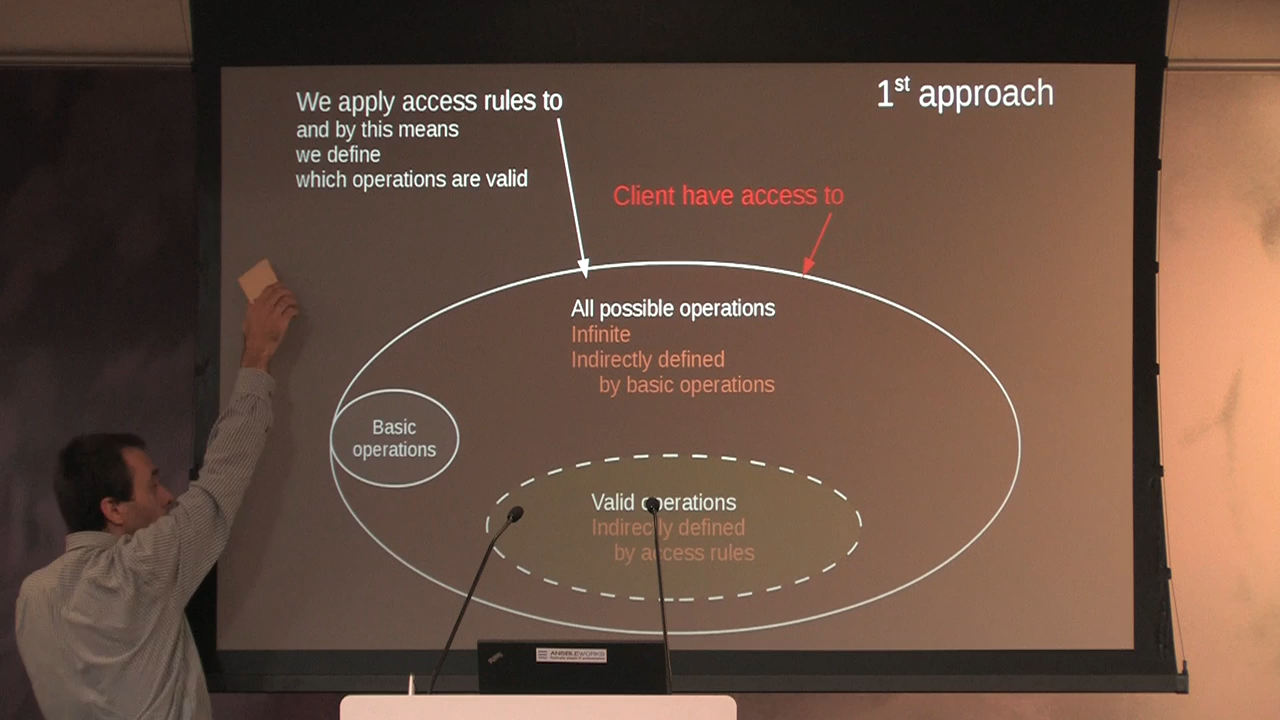 We apply access rules to
and by this means
we define
which operations are valid
1st approach
Client have access to
All possible operations
Infinite
Indirectly defined
by basic operations
Basic
operations
Valid operations
Indirectly defined
by access rules
ANSIBLEWORKS